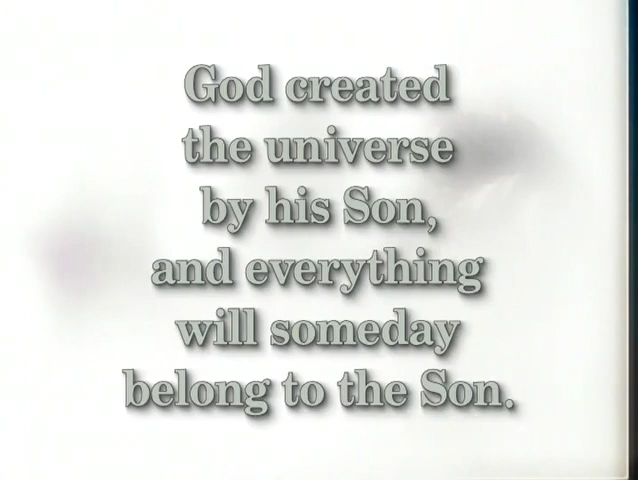 God created
the universe
by his Son,
and everything
will someday
belong to the Son.